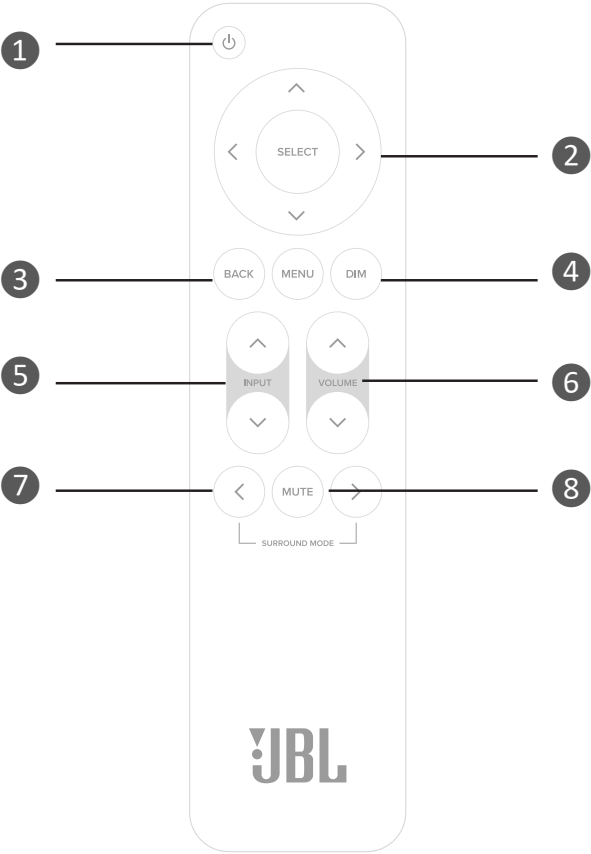 1
SELECT
2
3
BACK
MENU
DIM
4
5
INPUT
VOLUME
6
7
MUTE
8
SURROUND MODE
JBL